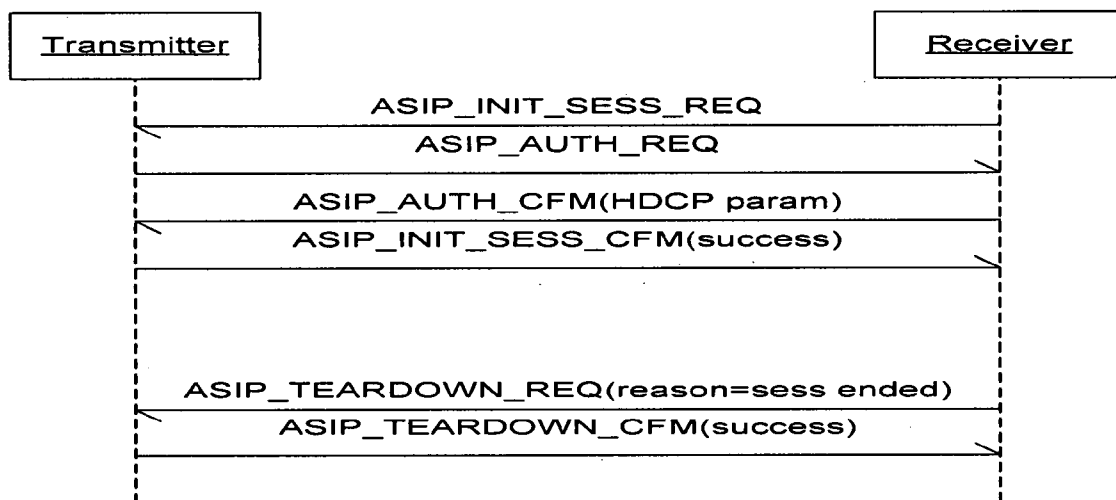 Transmitter
Receiver
ASIP_INIT_SESS_REQ
ASIP_AUTH_REQ
ASIP_AUTH_CFM(HDCP param)
ASIP_INIT_SESS_CFM(success)
ASIP_TEARDOWN_REQ(reason=sess ended)
ASIP_TEARDOWN_CFM(success)